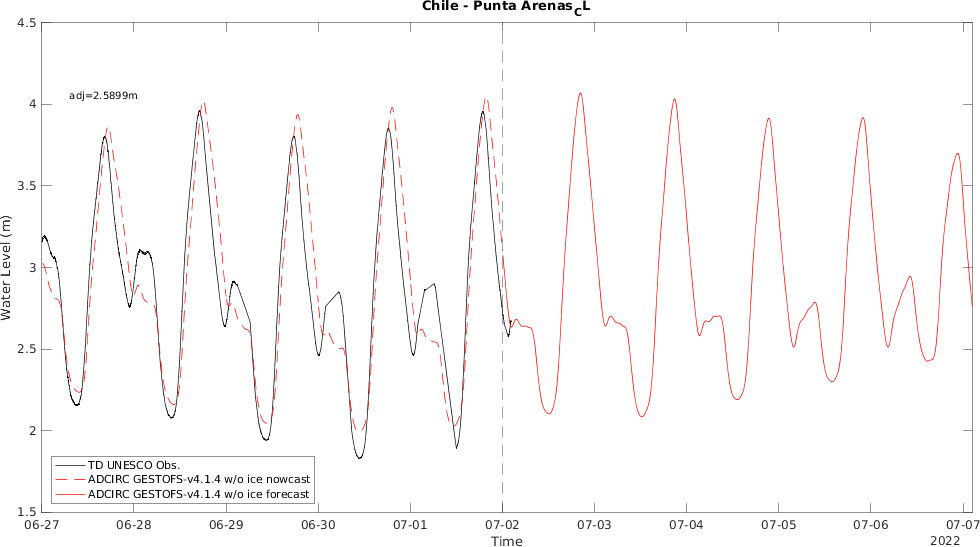 Chile - Punta Arenas_CL
4.5
4
3.5
3
2.5
2
1.5
Water Level (m)
adj=2.5899m
TD UNESCO Obs.
ADCIRC GESTOFS-v4.1.4 w/o ice nowcast
ADCIRC GESTOFS-v4.1.4 w/o ice forecast
06-27 06-28 06-29 06-30 07-01 07-02 07-03 07-04 07-05 07-06 07-07
Time
2022